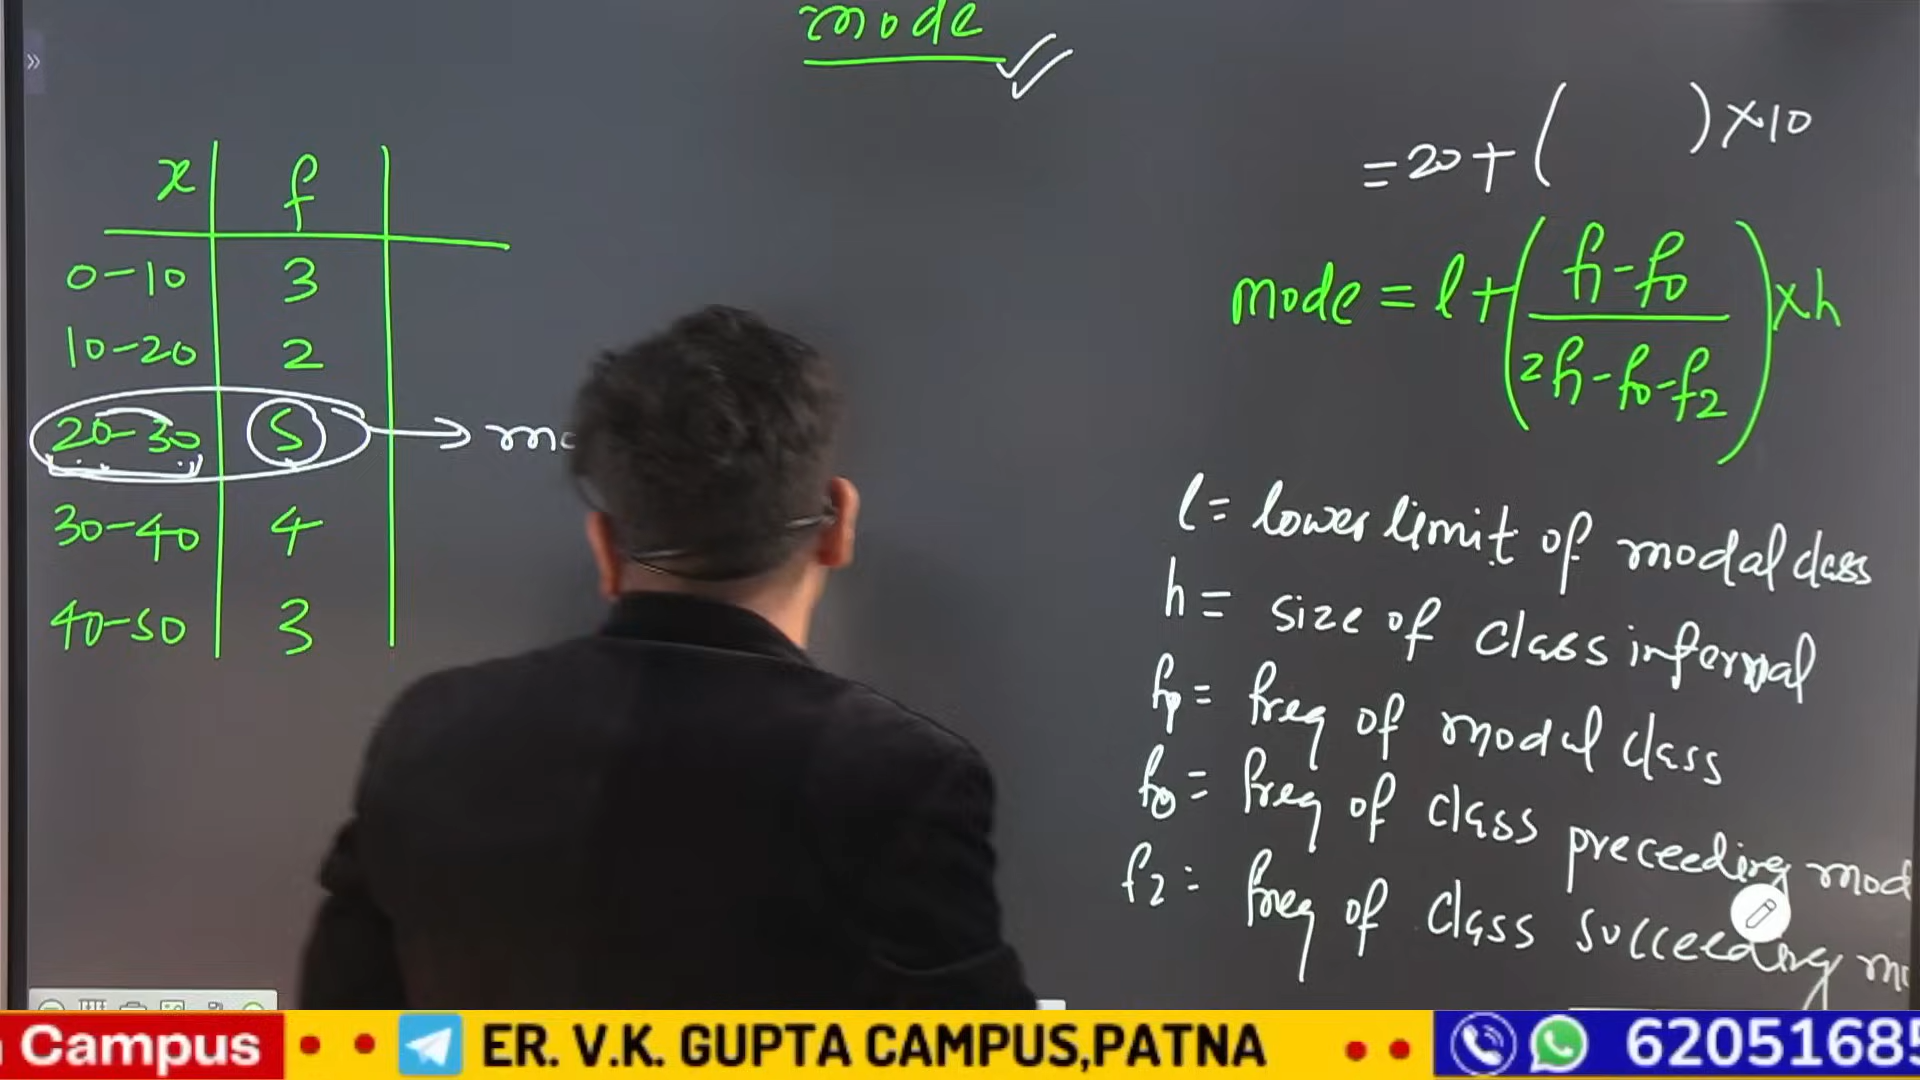 mode
x f
0-10 3
10-20 2
20-30 5 → mo
30-40 4
40-50 3
= 20 + ( ) × 10
mode = l + ( f1 - f0 / 2f1 - f0 - f2 ) × h
l = lower limit of modal class
h = size of class interval
f1 = freq of modal class
f0 = freq of class preceeding mod
f2 = freq of class succeeding mo
Campus •• ER. V.K. GUPTA CAMPUS,PATNA •• 62051685